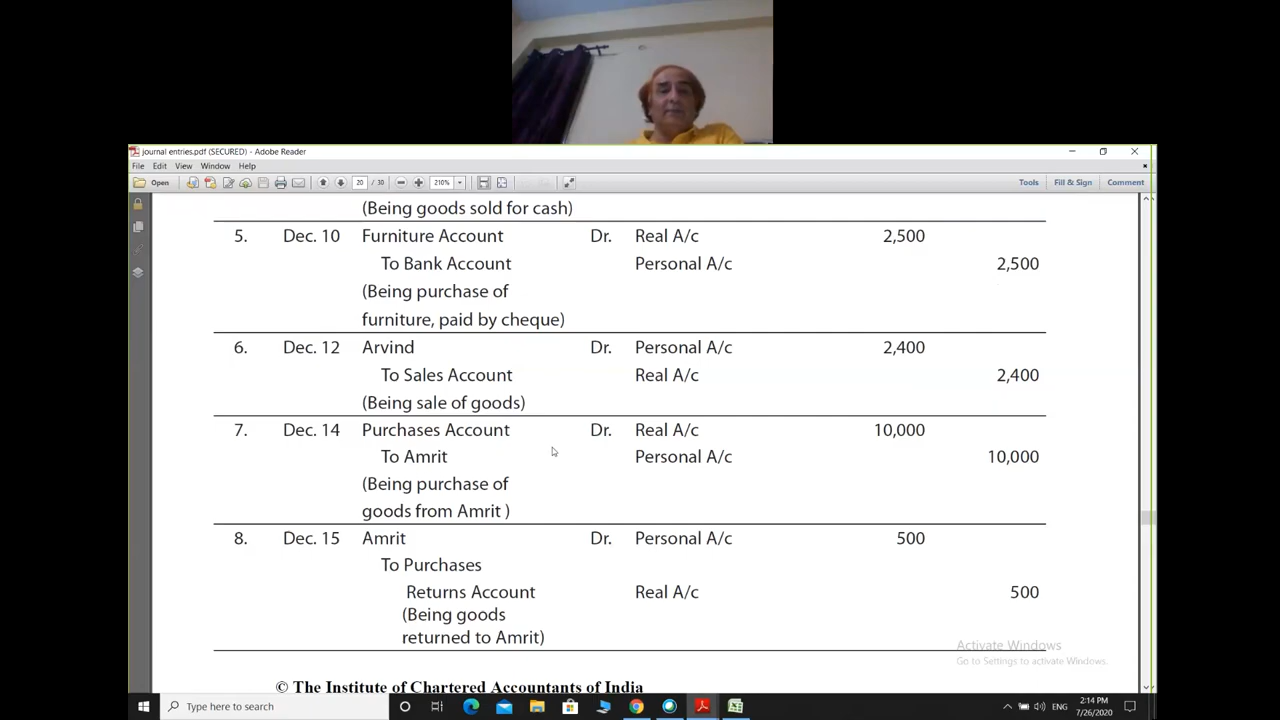 journal entries.pdf (SECURED) - Adobe Reader
File Edit View Window Help
Open 20 / 30 210% Tools Fill & Sign Comment
(Being goods sold for cash)
5. Dec. 10 Furniture Account Dr. Real A/c 2,500
To Bank Account Personal A/c 2,500
(Being purchase of
furniture, paid by cheque)
6. Dec. 12 Arvind Dr. Personal A/c 2,400
To Sales Account Real A/c 2,400
(Being sale of goods)
7. Dec. 14 Purchases Account Dr. Real A/c 10,000
To Amrit Personal A/c 10,000
(Being purchase of
goods from Amrit )
8. Dec. 15 Amrit Dr. Personal A/c 500
To Purchases
Returns Account Real A/c 500
(Being goods
returned to Amrit)
Activate Windows
Go to Settings to activate Windows.
© The Institute of Chartered Accountants of India
Type here to search ENG 2:14 PM
7/26/2020